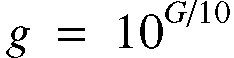 g = 10^{G/10}